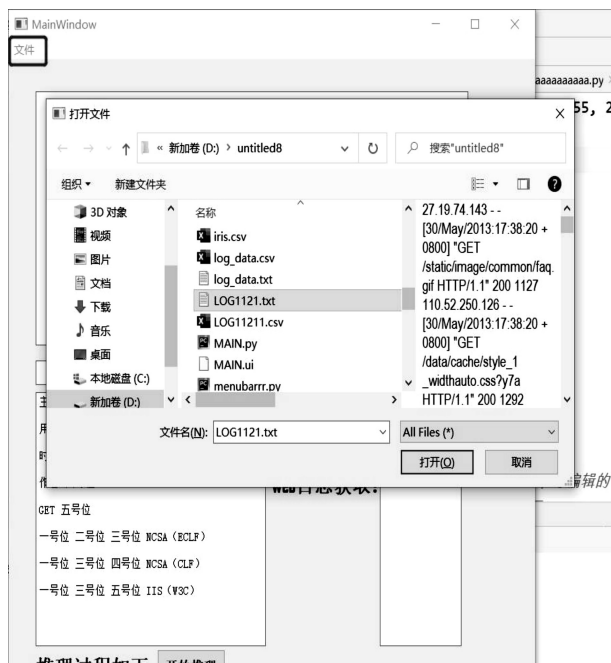 MainWindow
文件
aaaaaaaaaa.py
55, 2
打开文件
« 新加卷 (D:) › untitled8
搜索"untitled8"
组织 新建文件夹
3D 对象
视频
图片
文档
下载
音乐
桌面
本地磁盘 (C:)
新加卷 (D:)
名称
iris.csv
log_data.csv
log_data.txt
LOG1121.txt
LOG11211.csv
MAIN.py
MAIN.ui
menubarrr.py
27.19.74.143 - -
[30/May/2013:17:38:20 +
0800] "GET
/static/image/common/faq.
gif HTTP/1.1" 200 1127
110.52.250.126 - -
[30/May/2013:17:38:20 +
0800] "GET
/data/cache/style_1
_widthauto.css?y7a
HTTP/1.1" 200 1292
文件名(N): LOG1121.txt
All Files (*)
打开(O) 取消
编辑的
GET 五号位
一号位 二号位 三号位 NCSA (ECLF)
一号位 三号位 四号位 NCSA (CLF)
一号位 三号位 五号位 IIS (W3C)